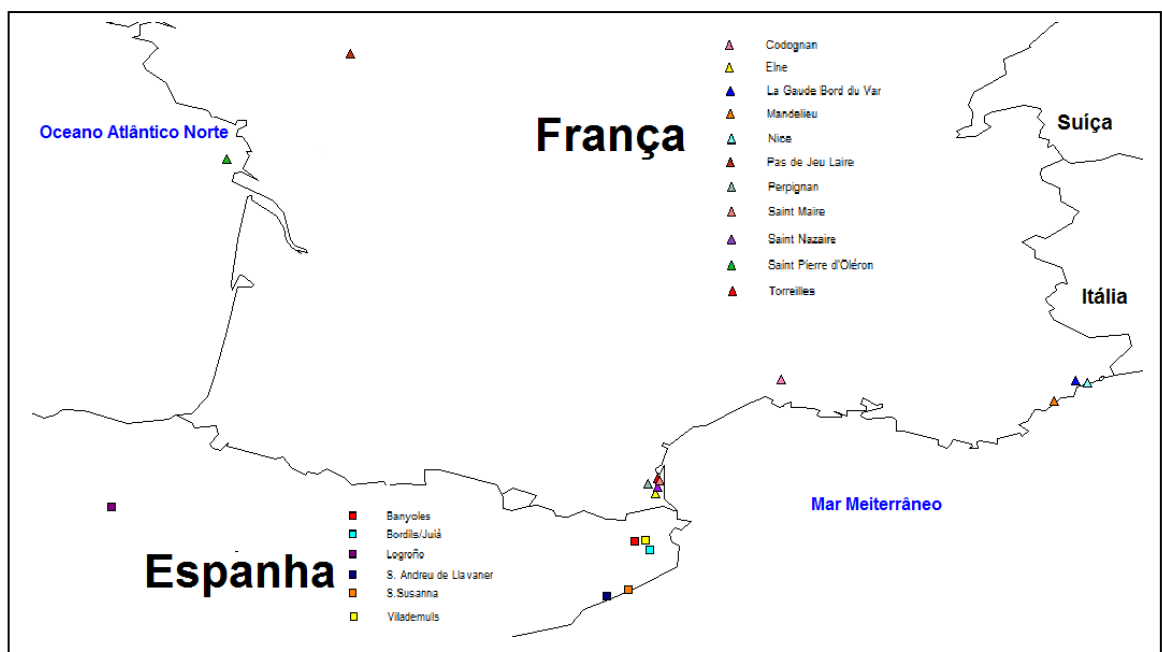 Codognan
Elne
La Gaude Bord du Var
Oceano Atlântico Norte
França
Mandelieu
Suíça
Nice
Pas de Jeu Laire
Perpignan
Saint Maire
Saint Nazaire
Saint Pierre d'Oléron
Torreilles
Itália
Mar Meiterrâneo
Espanha
Banyoles
Bordils/Juià
Logroño
S. Andreu de Llavaner
S.Susanna
Vilademuls